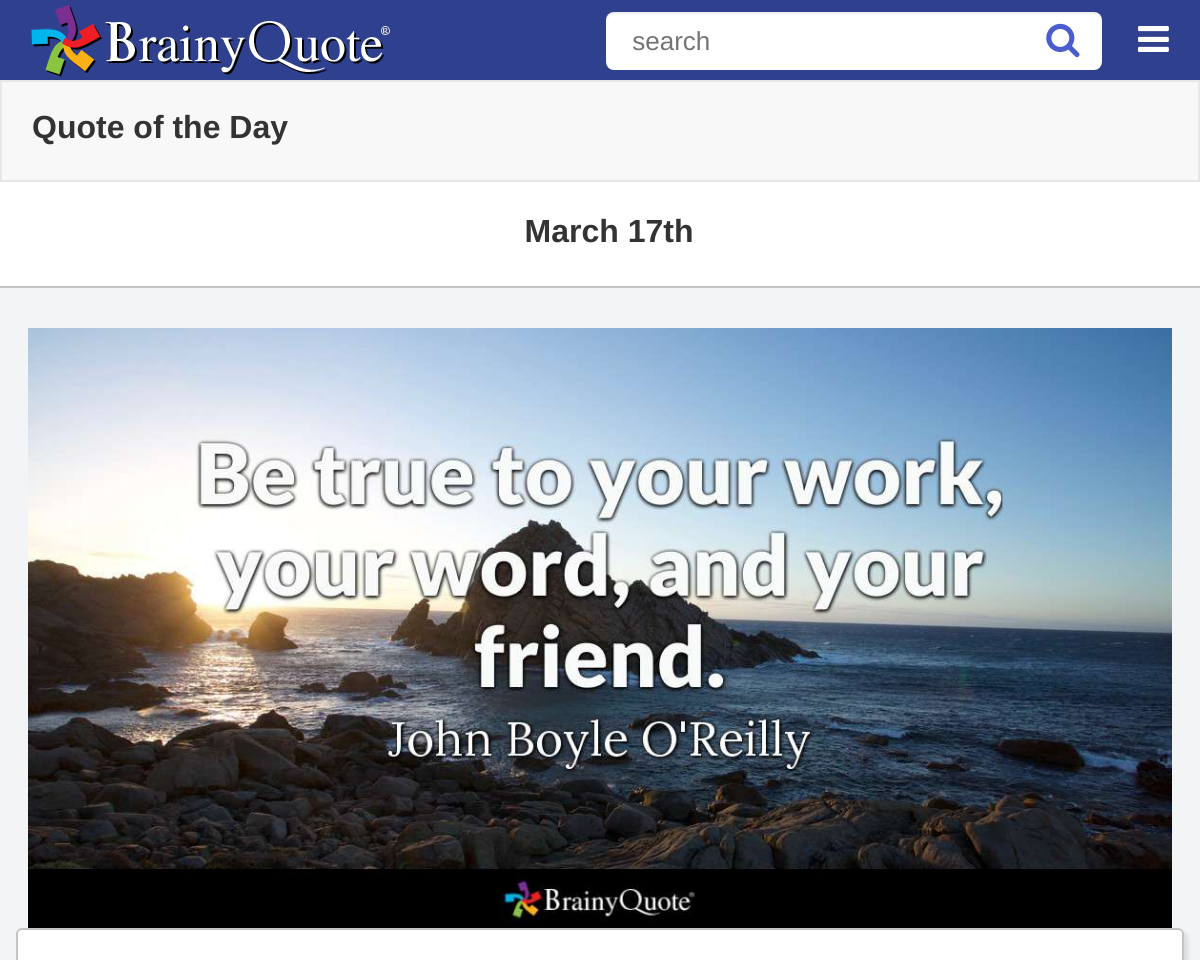 BrainyQuote®
search
Quote of the Day
March 17th
Be true to your work,
your word, and your
friend.
John Boyle O'Reilly
BrainyQuote®